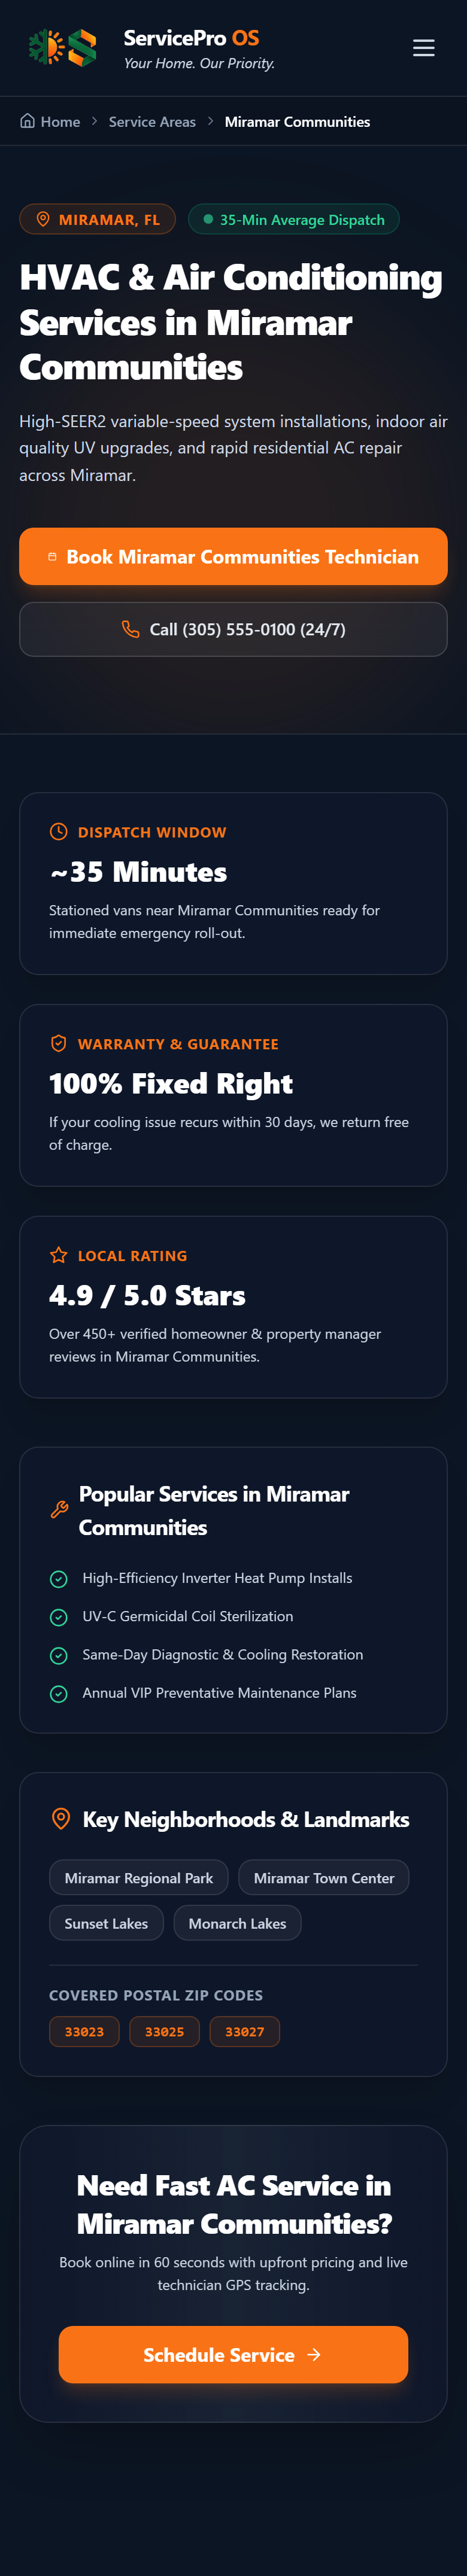 ServicePro OS
Your Home. Our Priority.
Home > Service Areas > Miramar Communities
MIRAMAR, FL
35-Min Average Dispatch
HVAC & Air Conditioning
Services in Miramar
Communities
High-SEER2 variable-speed system installations, indoor air
quality UV upgrades, and rapid residential AC repair
across Miramar.
Book Miramar Communities Technician
Call (305) 555-0100 (24/7)
DISPATCH WINDOW
~35 Minutes
Stationed vans near Miramar Communities ready for
immediate emergency roll-out.
WARRANTY & GUARANTEE
100% Fixed Right
If your cooling issue recurs within 30 days, we return free
of charge.
LOCAL RATING
4.9 / 5.0 Stars
Over 450+ verified homeowner & property manager
reviews in Miramar Communities.
Popular Services in Miramar
Communities
High-Efficiency Inverter Heat Pump Installs
UV-C Germicidal Coil Sterilization
Same-Day Diagnostic & Cooling Restoration
Annual VIP Preventative Maintenance Plans
Key Neighborhoods & Landmarks
Miramar Regional Park
Miramar Town Center
Sunset Lakes
Monarch Lakes
COVERED POSTAL ZIP CODES
33023
33025
33027
Need Fast AC Service in
Miramar Communities?
Book online in 60 seconds with upfront pricing and live
technician GPS tracking.
Schedule Service